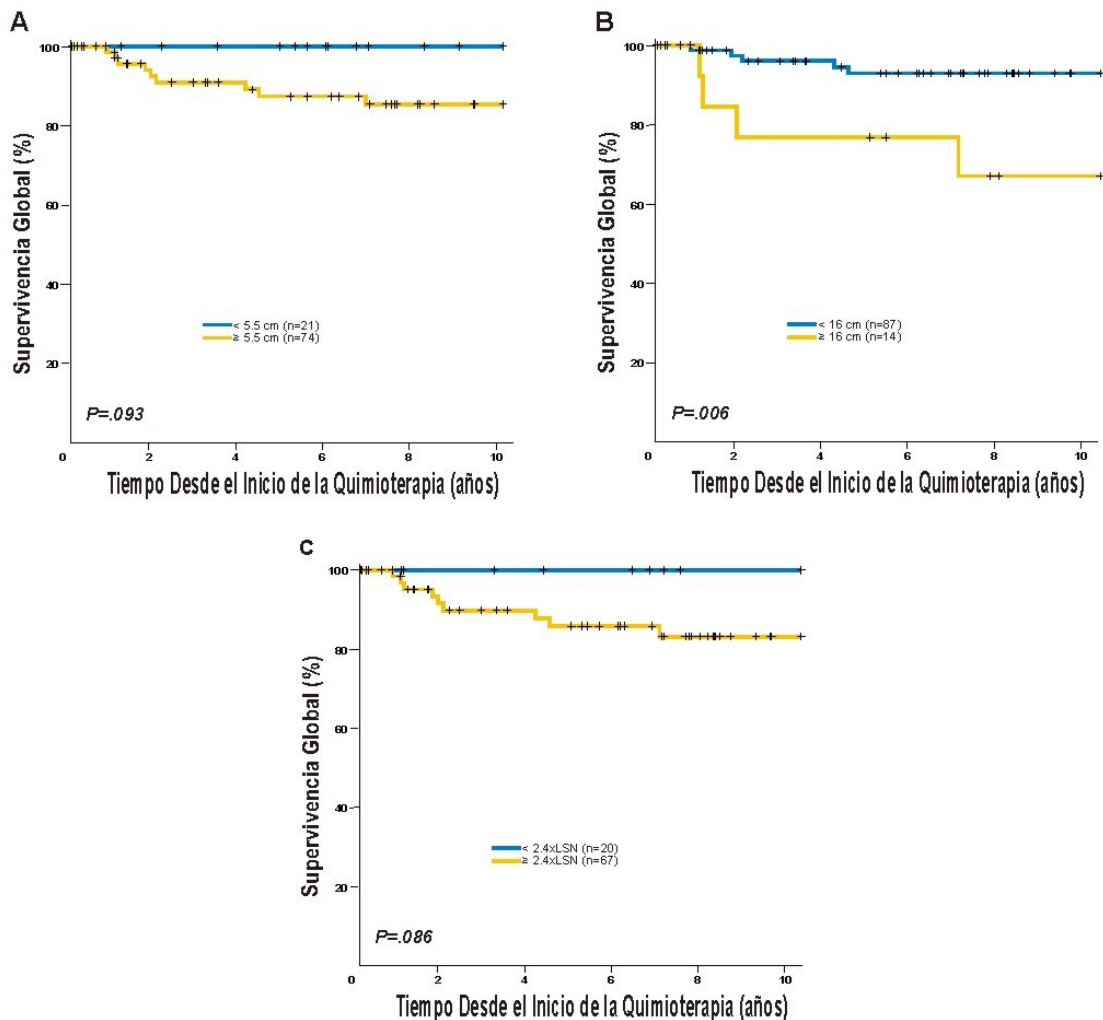 A
100
80
60
40
20
Supervivencia Global (%)
< 5.5 cm (n=21)
≥ 5.5 cm (n=74)
P=.093
0 2 4 6 8 10
Tiempo Desde el Inicio de la Quimioterapia (años)
B
100
80
60
40
20
Supervivencia Global (%)
< 16 cm (n=87)
≥ 16 cm (n=14)
P=.006
0 2 4 6 8 10
Tiempo Desde el Inicio de la Quimioterapia (años)
C
100
80
60
40
20
Supervivencia Global (%)
< 2.4xLSN (n=20)
≥ 2.4xLSN (n=67)
P=.086
0 2 4 6 8 10
Tiempo Desde el Inicio de la Quimioterapia (años)